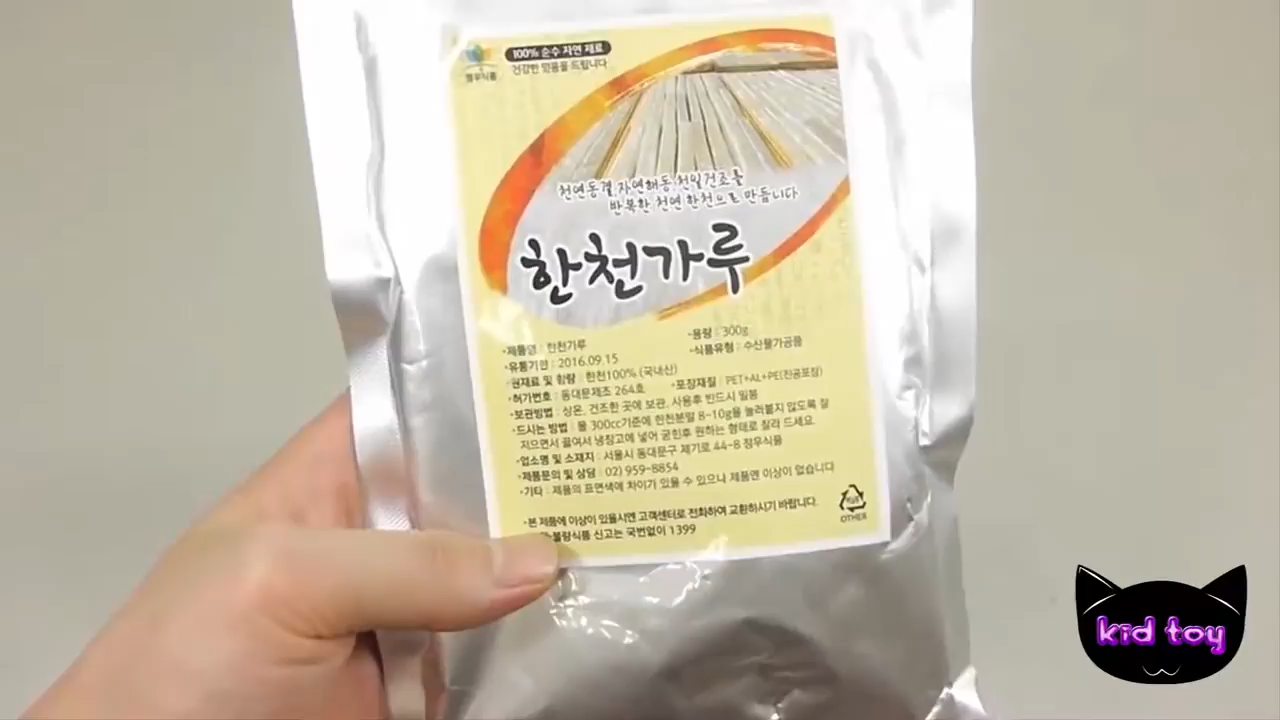 100% 순수 자연 재료
건강한 믿음을 드립니다
정우식품
천연동결, 자연해동, 천일건조를
반복한 천연 한천으로 만듭니다
한천가루
•제품명 : 한천가루
•용량 : 300g
•유통기한 : 2016.09.15
•식품유형 : 수산물가공품
•원재료 및 함량 : 한천100% (국내산)
•허가번호 : 동대문제조 264호
•포장재질 : PET+AL+PE(진공포장)
•보관방법 : 상온, 건조한 곳에 보관, 사용후 반드시 밀봉
•드시는 방법 : 물 300cc기준에 한천분말 8~10g을 눌러붙지 않도록 잘
저으면서 끓여서 냉장고에 넣어 굳힌후 원하는 형태로 잘라 드세요.
•업소명 및 소재지 : 서울시 동대문구 제기로 44-8 정우식품
•제품문의 및 상담 : 02) 959-8854
•기타 : 제품의 표면색에 차이가 있을 수 있으나 제품엔 이상이 없습니다
•본 제품에 이상이 있을시엔 고객센터로 전화하여 교환하시기 바랍니다.
불량식품 신고는 국번없이 1399
OTHER
kid toy